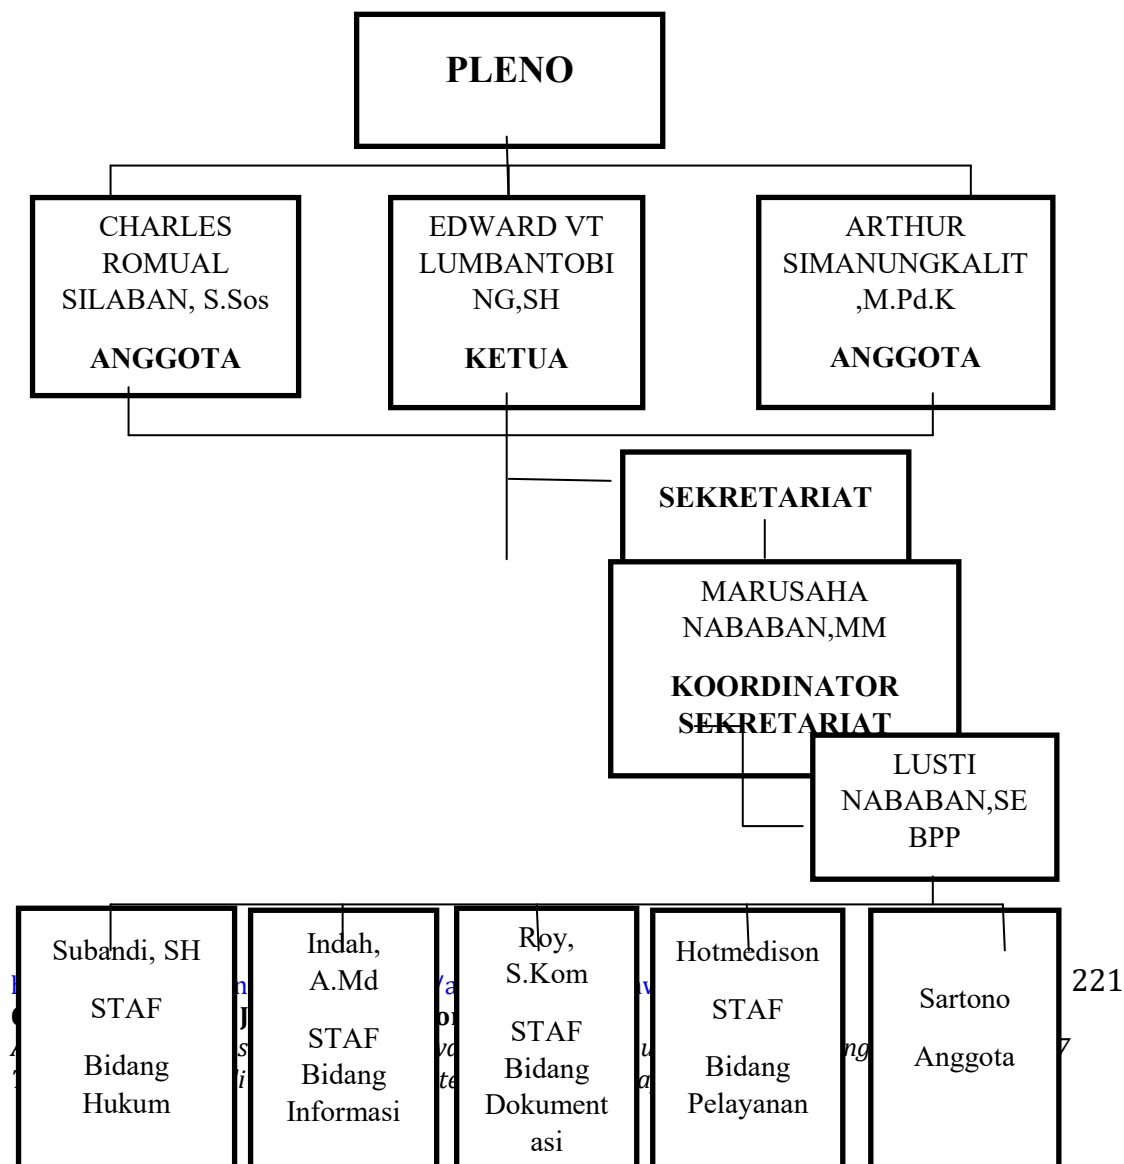 PLENO
CHARLES
ROMUAL
SILABAN, S.Sos
ANGGOTA
EDWARD VT
LUMBANTOBI
NG,SH
KETUA
ARTHUR
SIMANUNGKALIT
,M.Pd.K
ANGGOTA
SEKRETARIAT
MARUSAHA
NABABAN,MM
KOORDINATOR
SEKRETARIAT
LUSTI
NABABAN,SE
BPP
Subandi, SH
STAF
Bidang
Hukum
Indah,
A.Md
STAF
Bidang
Informasi
Roy,
S.Kom
STAF
Bidang
Dokument
asi
Hotmedison
STAF
Bidang
Pelayanan
Sartono
Anggota
221